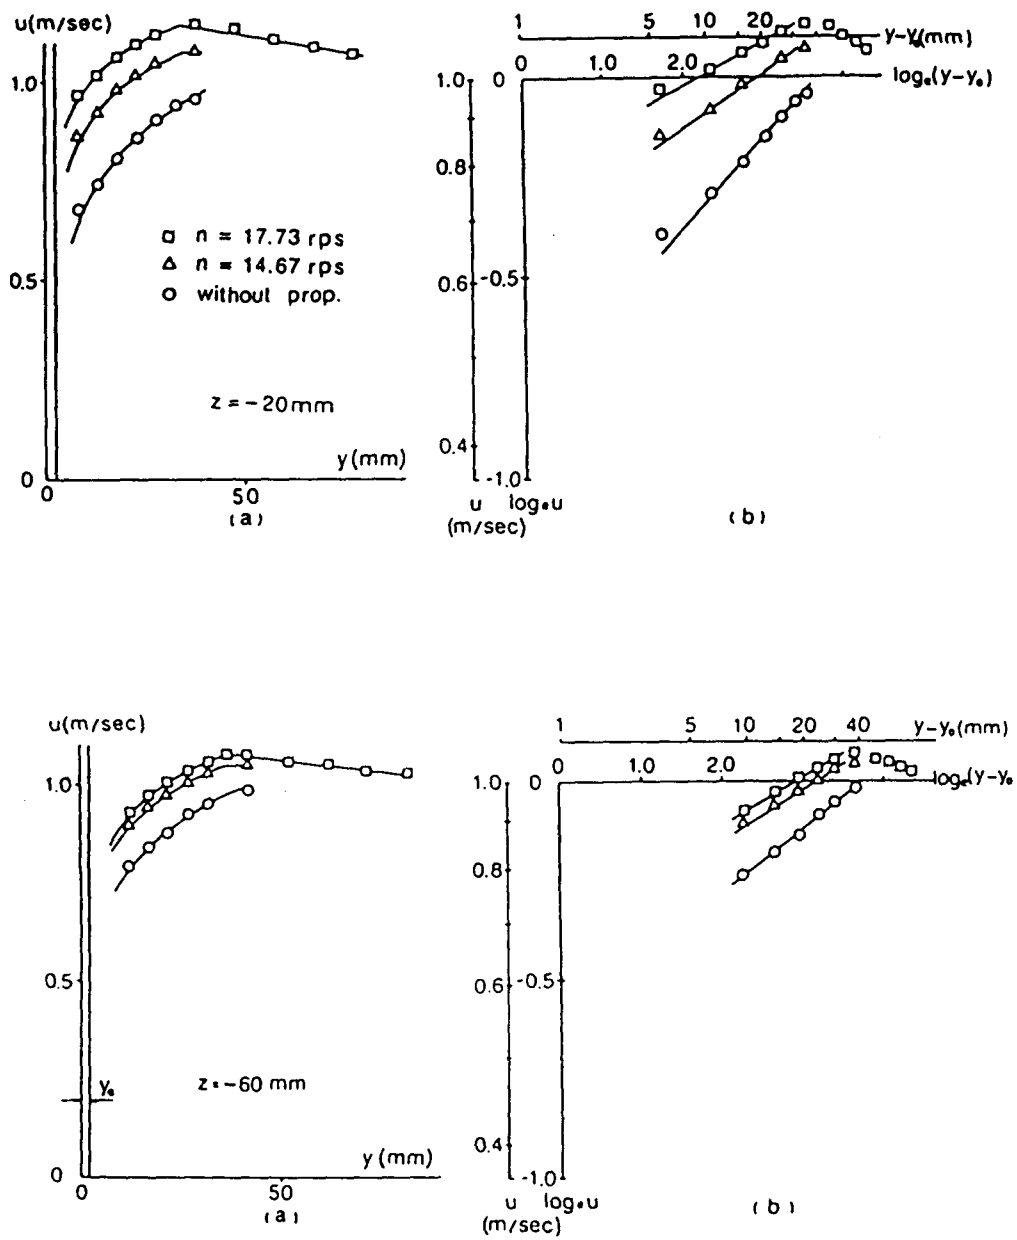 u(m/sec)
1.0
0.5
0
0
50
y(mm)
n = 17.73 rps
n = 14.67 rps
without prop.
z = -20mm
(a)
1
5
10
20
y-y₀(mm)
0
1.0
2.0
logₑ(y-y₀)
1.0
0.8
0.6
0.4
0
-0.5
-1.0
u logₑu
(m/sec)
(b)
u(m/sec)
1.0
0.5
0
0
50
y₀
z=-60 mm
y(mm)
(a)
1
5
10
20
40
y-y₀(mm)
0
1.0
2.0
logₑ(y-y₀
1.0
0.8
0.6
0.4
0
-0.5
-1.0
u logₑu
(m/sec)
(b)